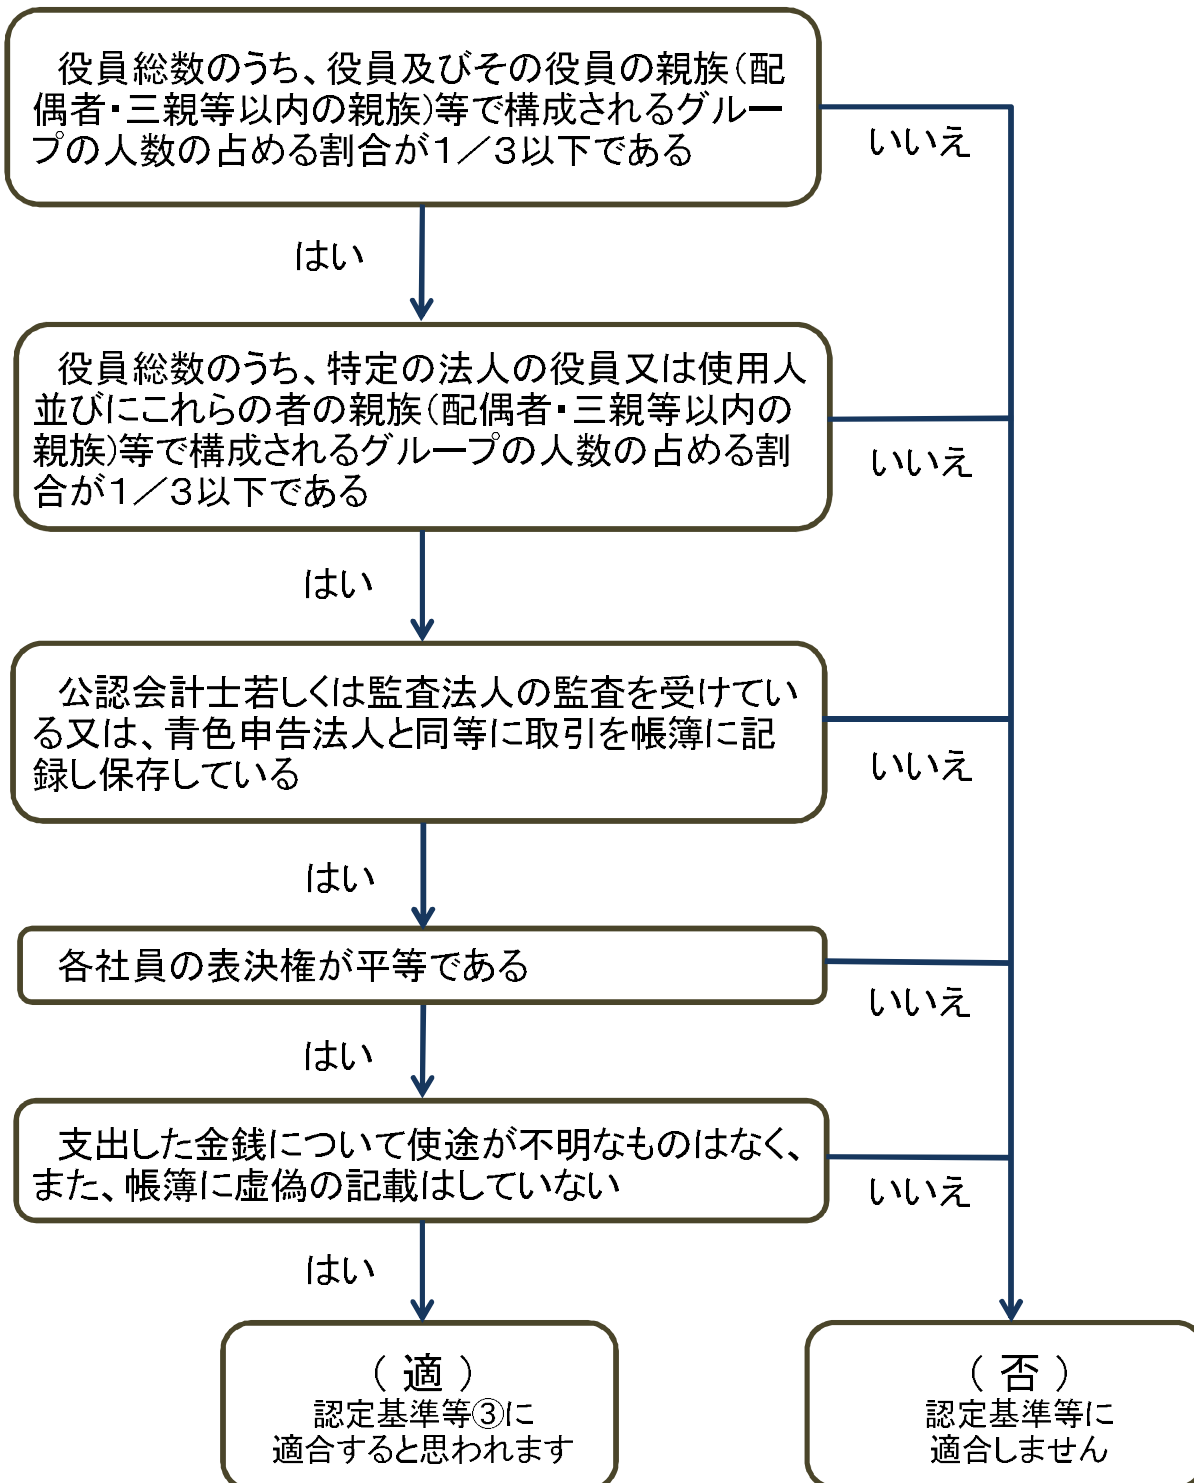 役員総数のうち、役員及びその役員の親族(配
偶者・三親等以内の親族)等で構成されるグルー
プの人数の占める割合が1/3以下である
いいえ
はい
役員総数のうち、特定の法人の役員又は使用人
並びにこれらの者の親族(配偶者・三親等以内の
親族)等で構成されるグループの人数の占める割
合が1/3以下である
いいえ
はい
公認会計士若しくは監査法人の監査を受けてい
る又は、青色申告法人と同等に取引を帳簿に記
録し保存している
いいえ
はい
各社員の表決権が平等である
いいえ
はい
支出した金銭について使途が不明なものはなく、
また、帳簿に虚偽の記載はしていない
いいえ
はい
(適)
認定基準等③に
適合すると思われます
(否)
認定基準等に
適合しません